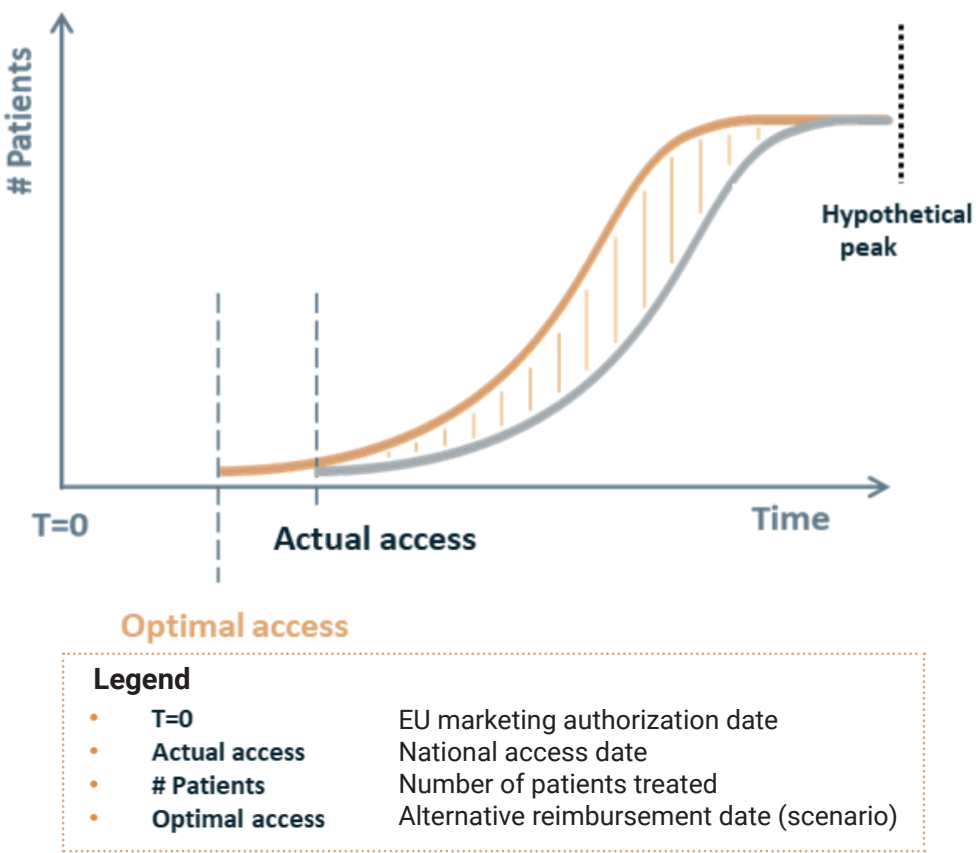 # Patients
Hypothetical
peak
T=0
Time
Actual access
Optimal access
Legend
• T=0 EU marketing authorization date
• Actual access National access date
• # Patients Number of patients treated
• Optimal access Alternative reimbursement date (scenario)